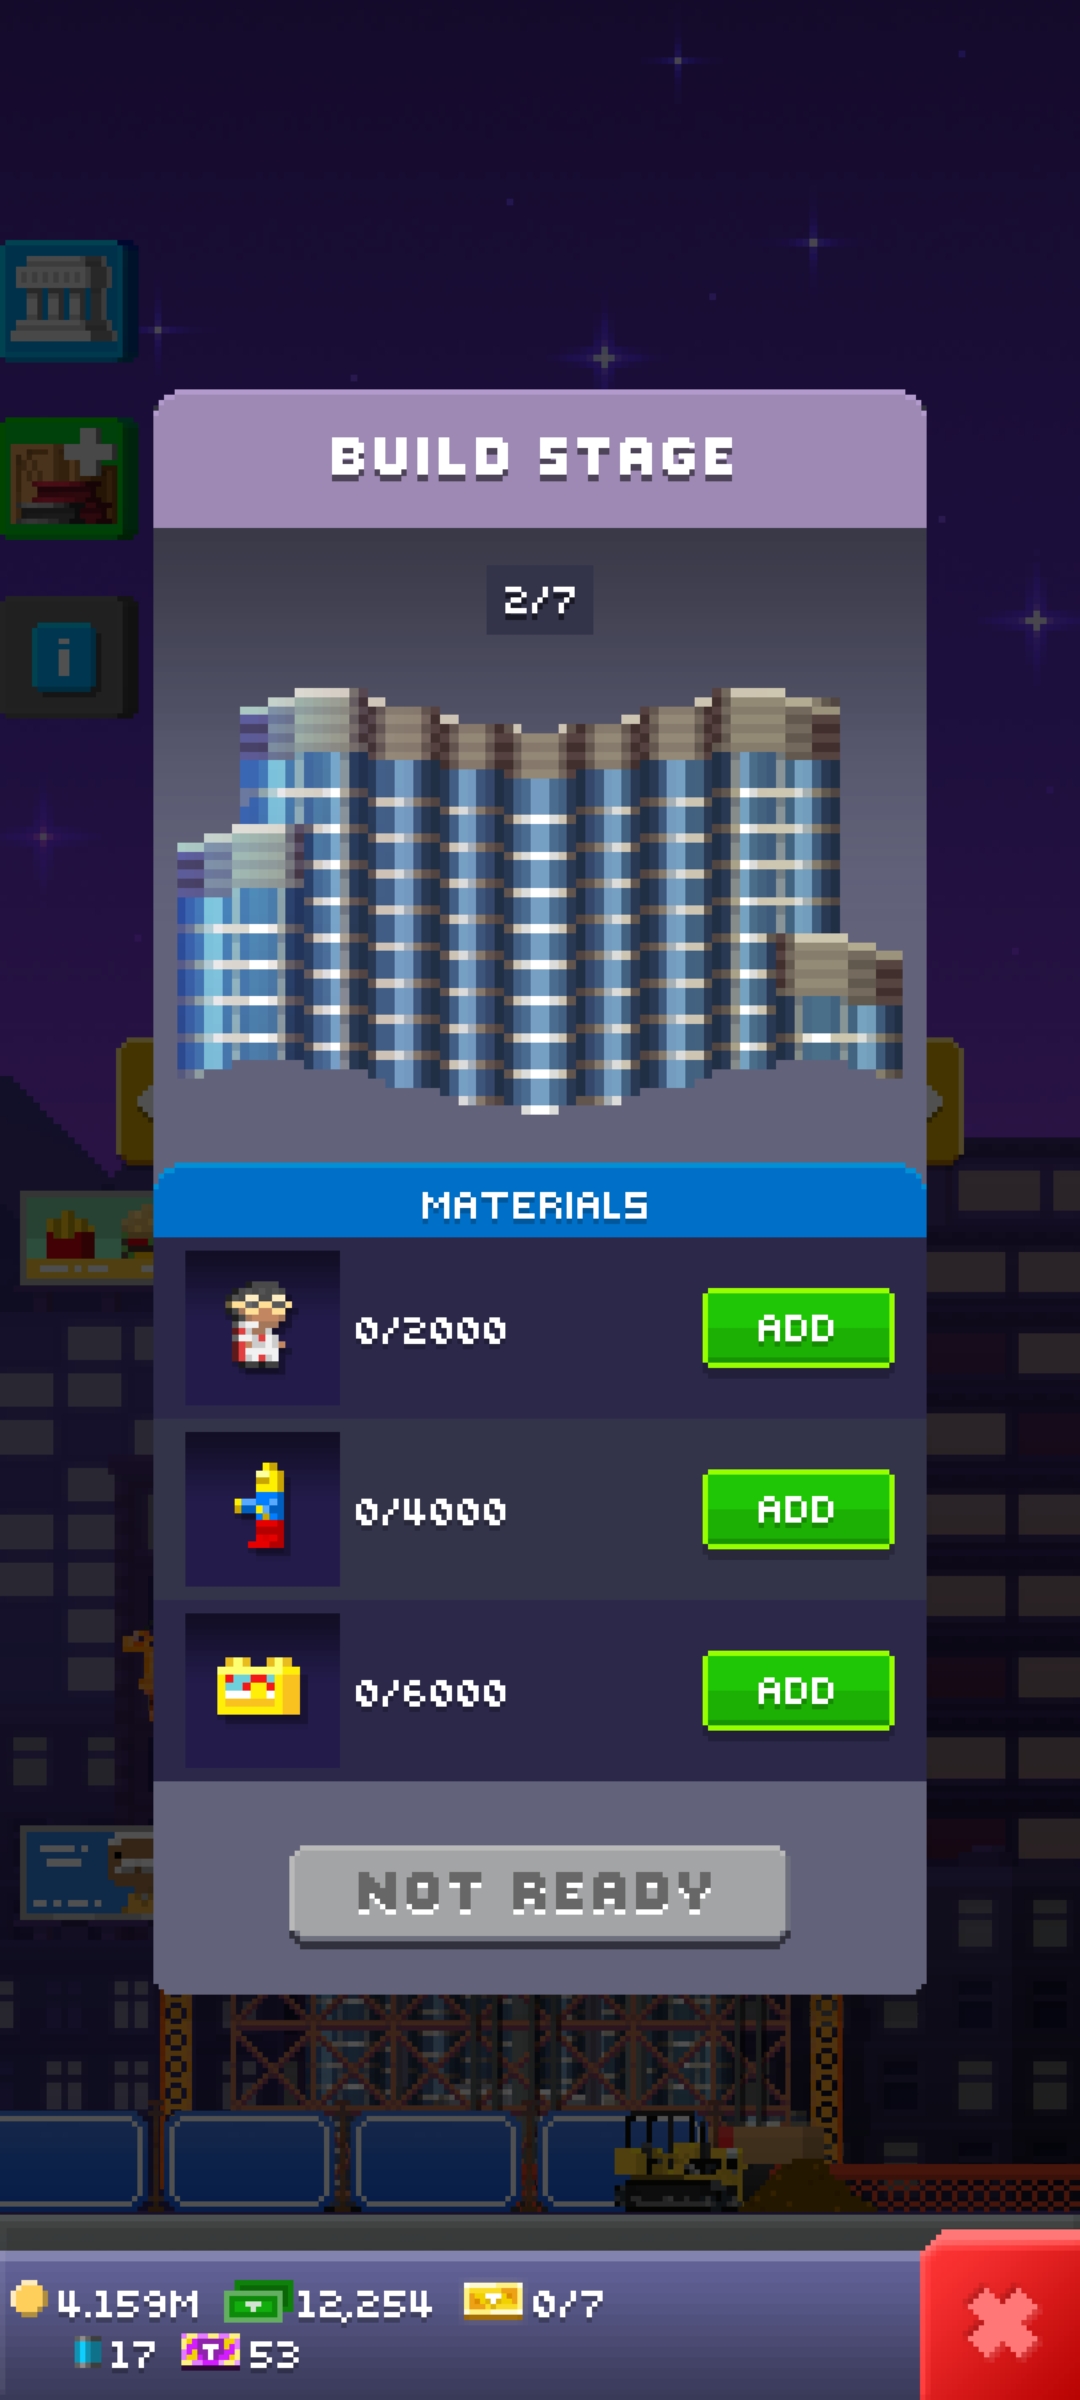 BUILD STAGE
2/7
MATERIALS
0/2000
ADD
0/4000
ADD
0/6000
ADD
NOT READY
4.159M 12,254 0/7
17 53